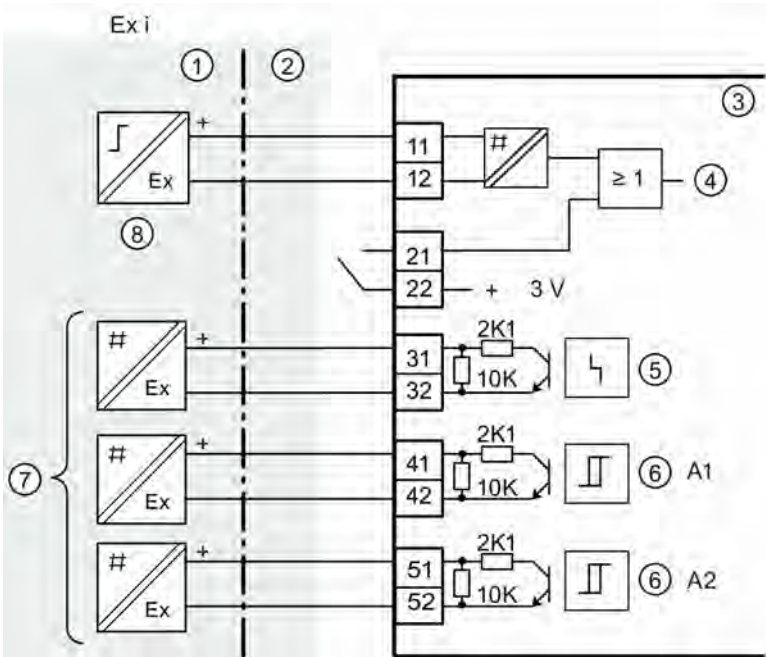 Ex i
① ②
③
+
Ex
⑧
11
12
#
≥ 1
④
21
22
+ 3 V
#
+
Ex
31
32
2K1
10K
⑤
⑦
#
+
Ex
41
42
2K1
10K
⑥ A1
#
+
Ex
51
52
2K1
10K
⑥ A2